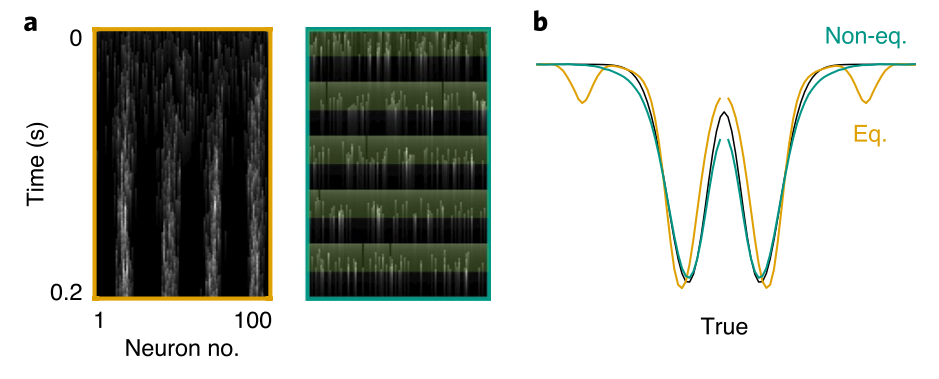 a
0
Time (s)
0.2
1
100
Neuron no.
b
Non-eq.
Eq.
True